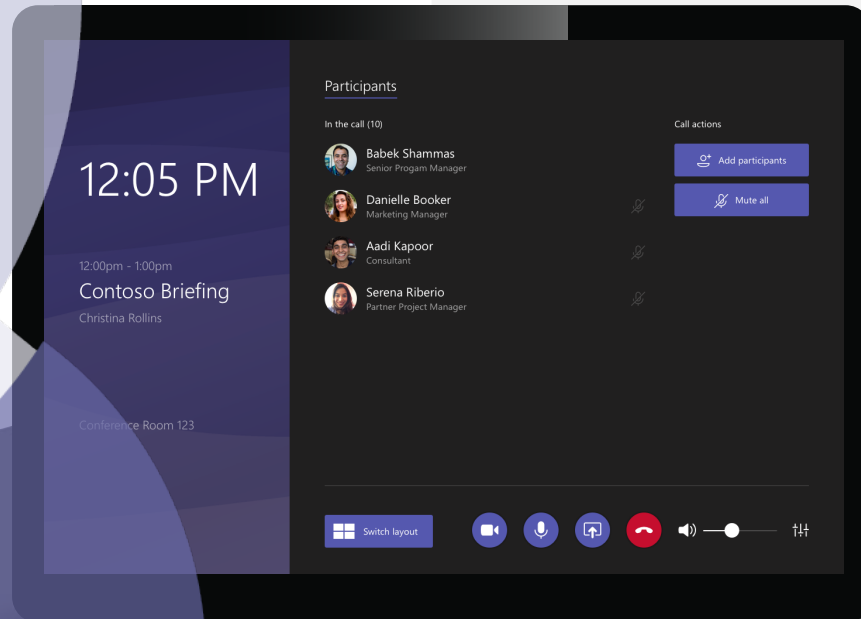 12:05 PM
12:00pm - 1:00pm
Contoso Briefing
Christina Rollins
Conference Room 123
Participants
In the call (10)
Babek Shammas
Senior Progam Manager
Danielle Booker
Marketing Manager
Aadi Kapoor
Consultant
Serena Riberio
Partner Project Manager
Call actions
Add participants
Mute all
Switch layout